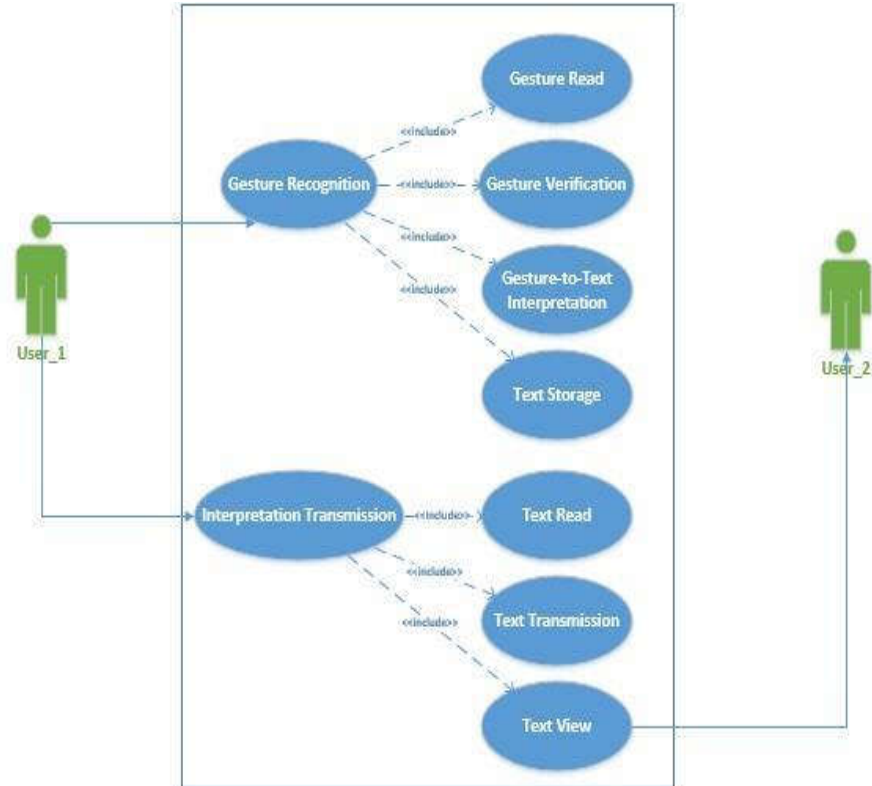 Gesture Read
<<include>>
Gesture Recognition
<<include>>
Gesture Verification
<<include>>
Gesture-to-Text
Interpretation
<<include>>
User_1
User_2
Text Storage
Interpretation Transmission
<<include>>
Text Read
<<include>>
Text Transmission
<<include>>
Text View